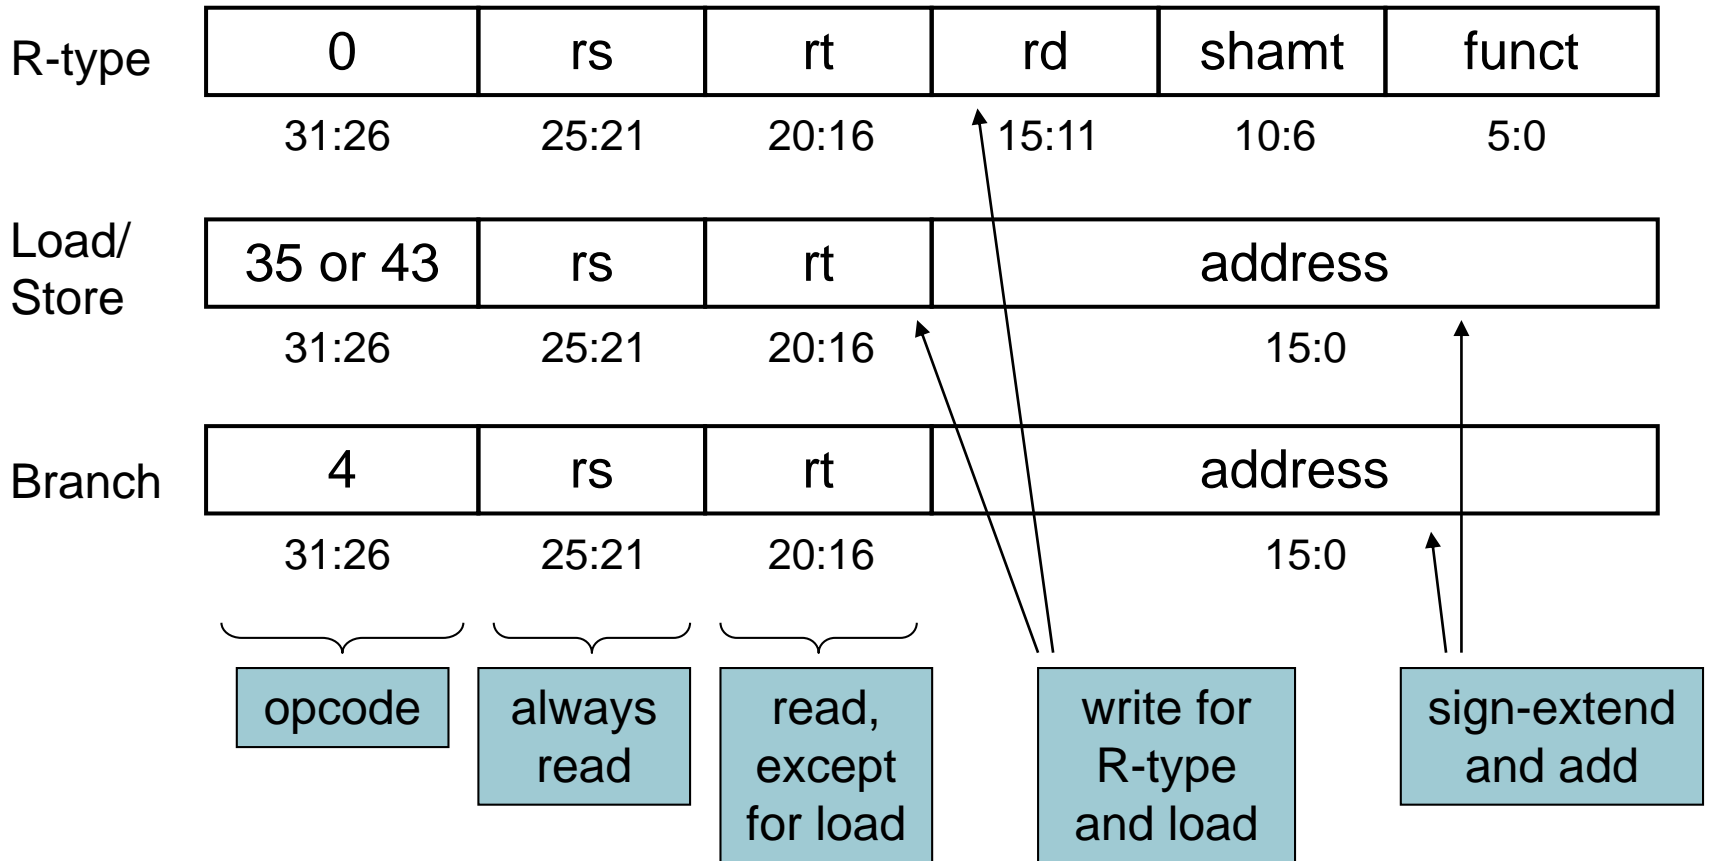 R-type 0 rs rt rd shamt funct
31:26 25:21 20:16 15:11 10:6 5:0
Load/
Store
35 or 43 rs rt address
31:26 25:21 20:16 15:0
Branch 4 rs rt address
31:26 25:21 20:16 15:0
opcode
always
read
read,
except
for load
write for
R-type
and load
sign-extend
and add